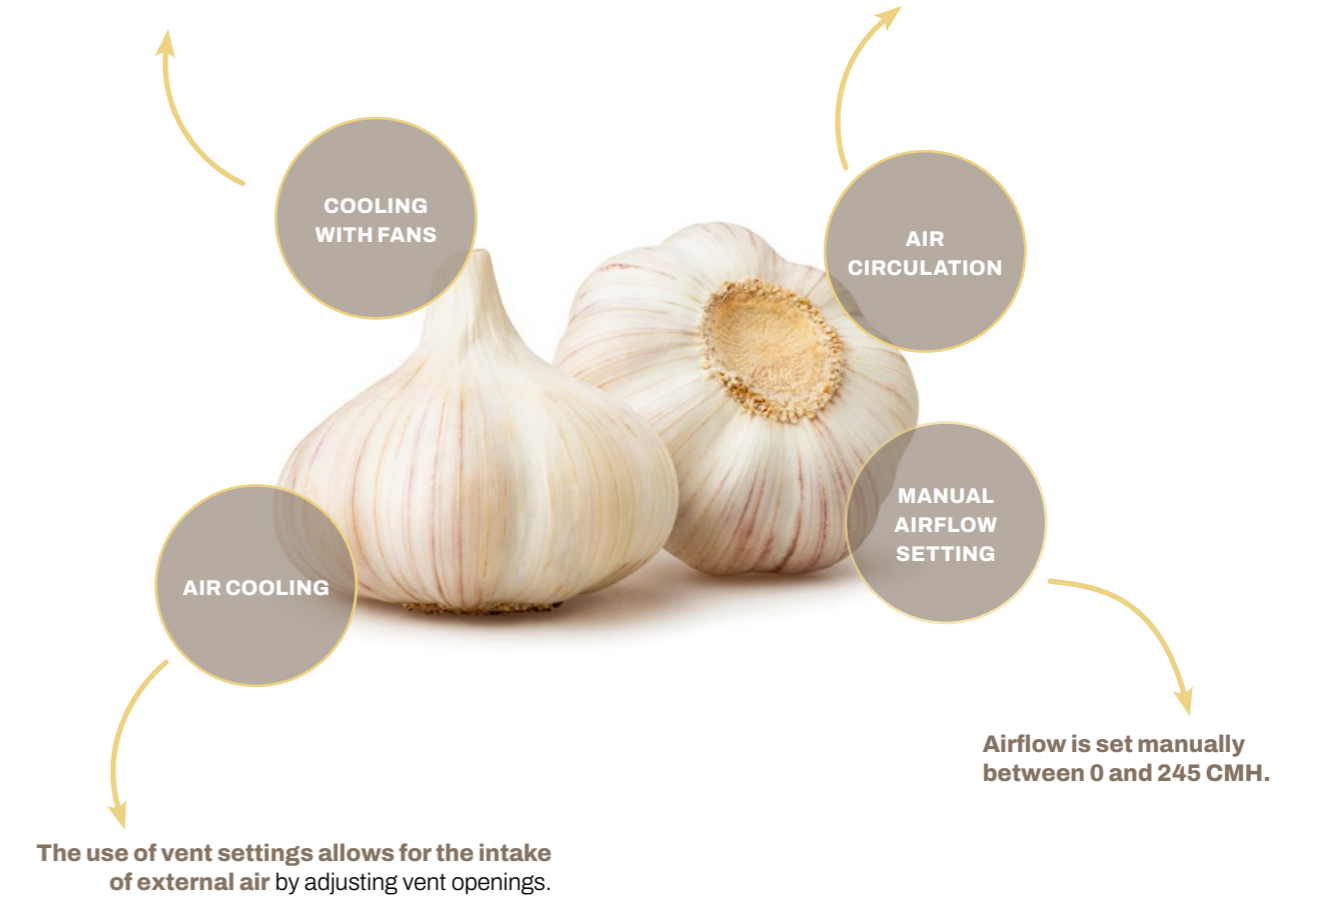 COOLING
WITH FANS
AIR
CIRCULATION
MANUAL
AIRFLOW
SETTING
AIR COOLING
Airflow is set manually
between 0 and 245 CMH.
The use of vent settings allows for the intake
of external air by adjusting vent openings.